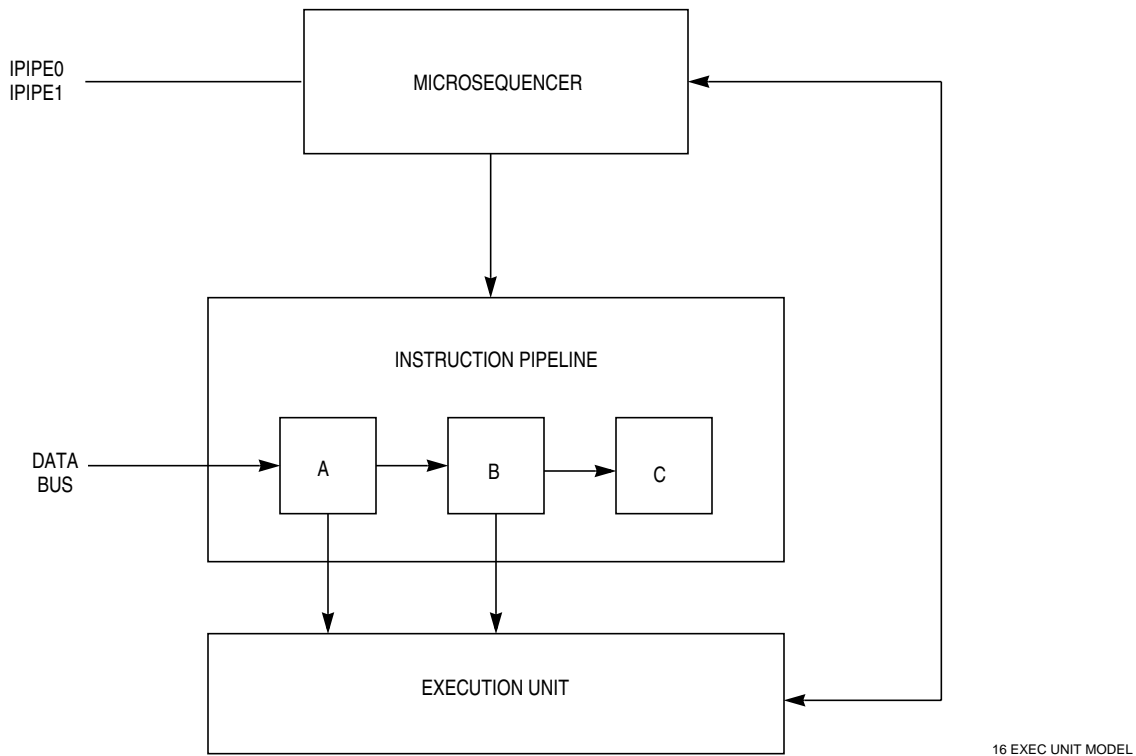 IPIPE0
IPIPE1
MICROSEQUENCER
INSTRUCTION PIPELINE
DATA
BUS
A
B
C
EXECUTION UNIT
16 EXEC UNIT MODEL